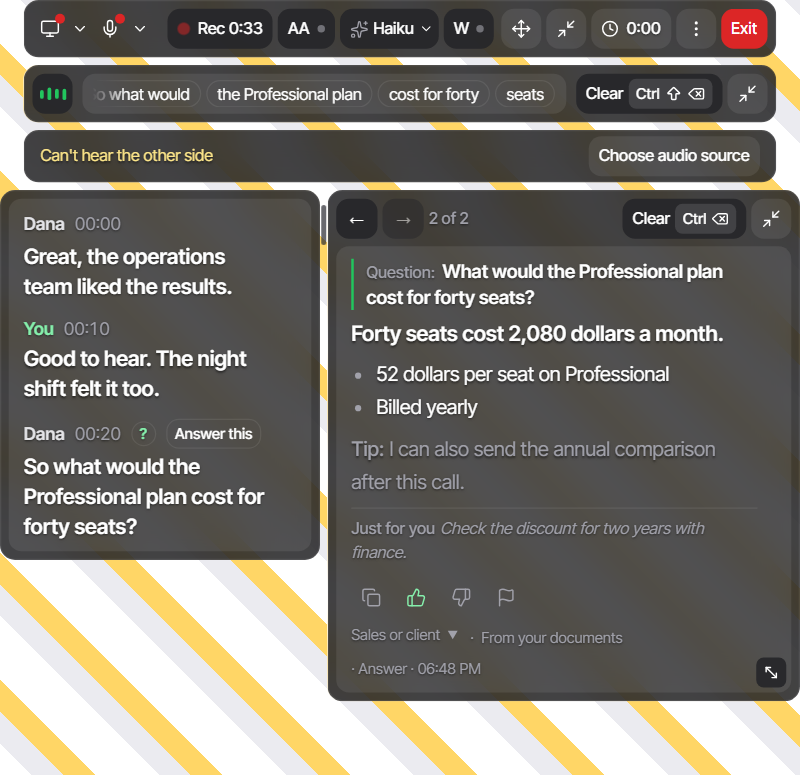 Rec 0:33 AA Haiku W 0:00 Exit
what would the Professional plan cost for forty seats Clear Ctrl
Can't hear the other side Choose audio source
Dana 00:00
Great, the operations
team liked the results.
You 00:10
Good to hear. The night
shift felt it too.
Dana 00:20 ? Answer this
So what would the
Professional plan cost for
forty seats?
← → 2 of 2 Clear Ctrl
Question: What would the Professional plan
cost for forty seats?
Forty seats cost 2,080 dollars a month.
• 52 dollars per seat on Professional
• Billed yearly
Tip: I can also send the annual comparison
after this call.
Just for you Check the discount for two years with
finance.
Sales or client ▼ · From your documents
· Answer · 06:48 PM